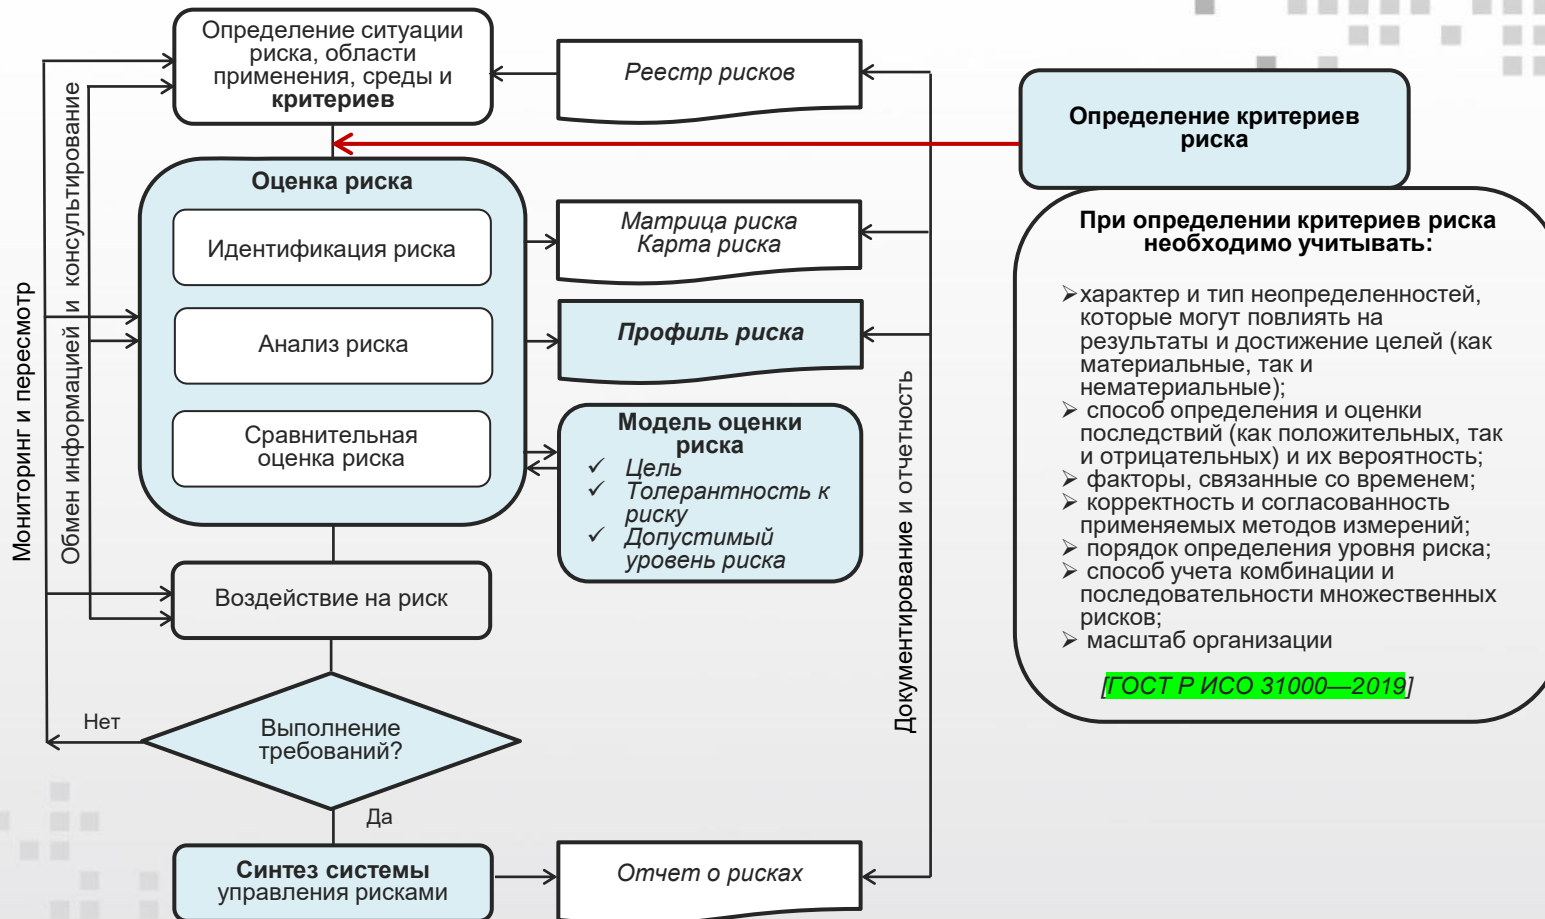 Определение ситуации
риска, области
применения, среды и
критериев
Реестр рисков
Определение критериев
риска
Оценка риска
Идентификация риска
Анализ риска
Сравнительная
оценка риска
Матрица риска
Карта риска
Профиль риска
Модель оценки
риска
✓ Цель
✓ Толерантность к
риску
✓ Допустимый
уровень риска
Мониторинг и пересмотр
Обмен информацией и консультирование
Документирование и отчетность
Воздействие на риск
Выполнение
требований?
Нет
Да
Синтез системы
управления рисками
Отчет о рисках
При определении критериев риска
необходимо учитывать:
➢характер и тип неопределенностей,
которые могут повлиять на
результаты и достижение целей (как
материальные, так и
нематериальные);
➢ способ определения и оценки
последствий (как положительных, так
и отрицательных) и их вероятность;
➢ факторы, связанные со временем;
➢ корректность и согласованность
применяемых методов измерений;
➢ порядок определения уровня риска;
➢ способ учета комбинации и
последовательности множественных
рисков;
➢ масштаб организации
[ГОСТ Р ИСО 31000—2019]